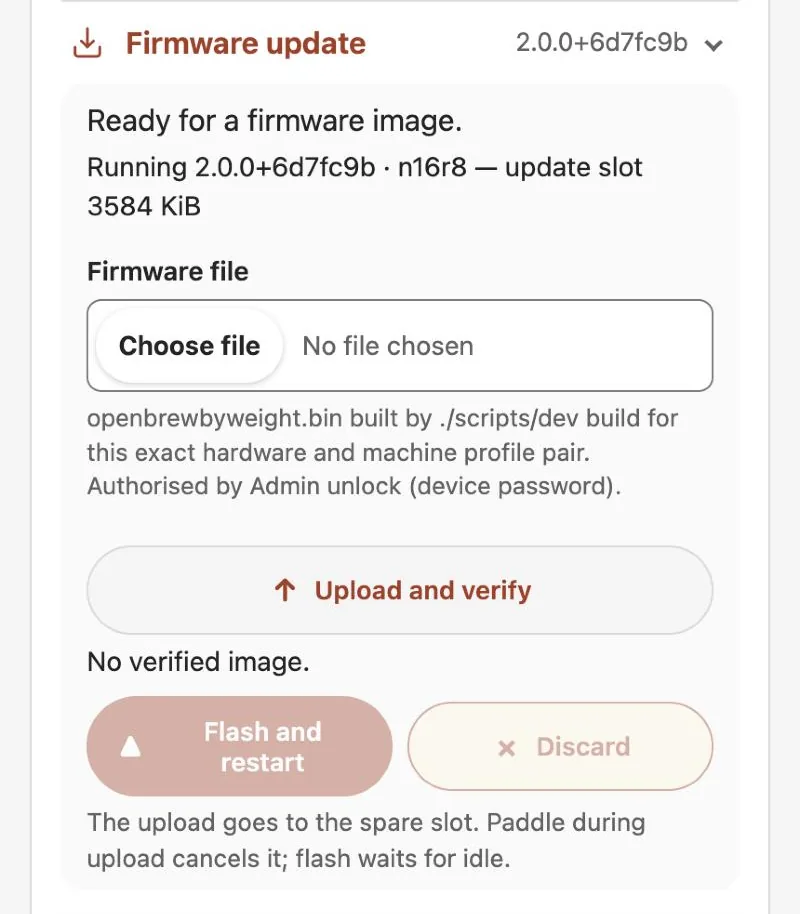 Firmware update 2.0.0+6d7fc9b
Ready for a firmware image.
Running 2.0.0+6d7fc9b · n16r8 — update slot
3584 KiB
Firmware file
Choose file No file chosen
openbrewbyweight.bin built by ./scripts/dev build for
this exact hardware and machine profile pair.
Authorised by Admin unlock (device password).
Upload and verify
No verified image.
Flash and
restart
Discard
The upload goes to the spare slot. Paddle during
upload cancels it; flash waits for idle.